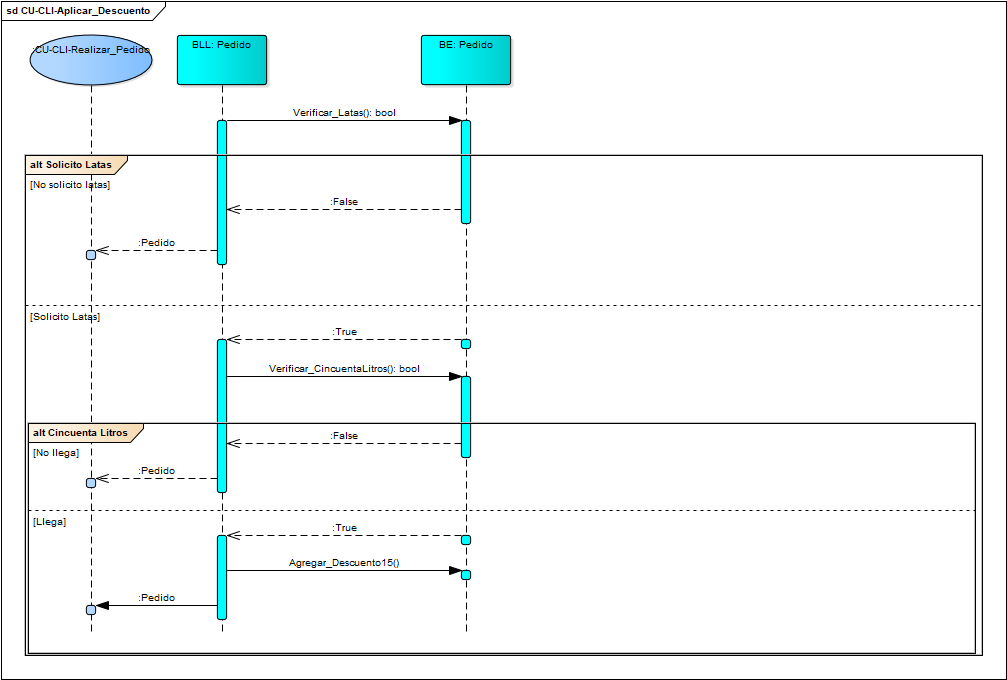 sd CU-CLI-Aplicar_Descuento
:CU-CLI-Realizar_Pedido
BLL: Pedido
BE: Pedido
Verificar_Latas(): bool
alt Solicito Latas
[No solicito latas]
:False
:Pedido
[Solicito Latas]
:True
Verificar_CincuentaLitros(): bool
alt Cincuenta Litros
:False
[No llega]
:Pedido
[Llega]
:True
Agregar_Descuento15()
:Pedido